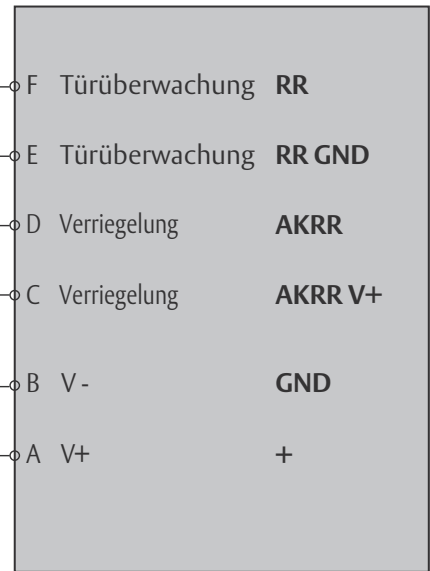 F Türüberwachung RR
E Türüberwachung RR GND
D Verriegelung AKRR
C Verriegelung AKRR V+
B V - GND
A V+ +